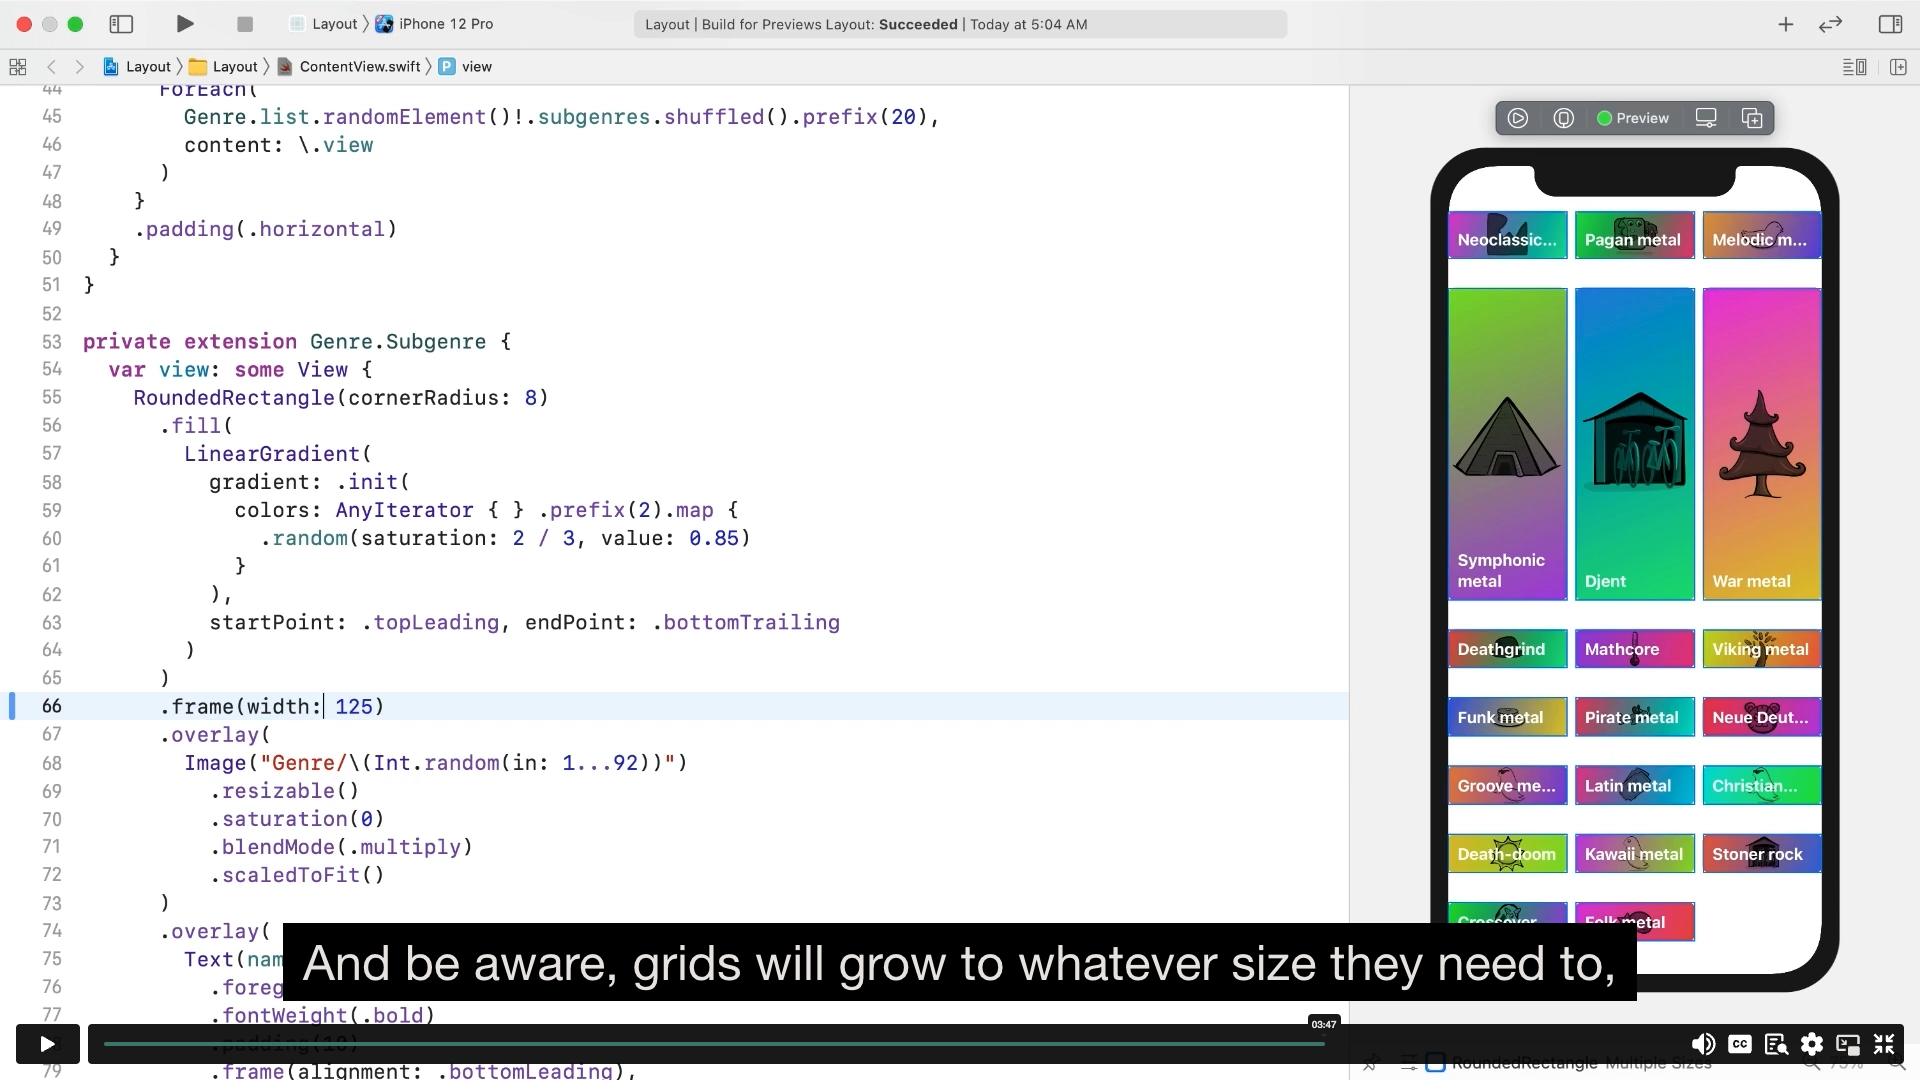 Layout 〉 iPhone 12 Pro
Layout | Build for Previews Layout: Succeeded | Today at 5:04 AM
Layout 〉 Layout 〉 ContentView.swift 〉 P view
44 ForEach(
45 Genre.list.randomElement()!.subgenres.shuffled().prefix(20),
46 content: \.view
47 )
48 }
49 .padding(.horizontal)
50 }
51 }
52
53 private extension Genre.Subgenre {
54 var view: some View {
55 RoundedRectangle(cornerRadius: 8)
56 .fill(
57 LinearGradient(
58 gradient: .init(
59 colors: AnyIterator { } .prefix(2).map {
60 .random(saturation: 2 / 3, value: 0.85)
61 }
62 ),
63 startPoint: .topLeading, endPoint: .bottomTrailing
64 )
65 )
66 .frame(width: 125)
67 .overlay(
68 Image("Genre/\(Int.random(in: 1...92))")
69 .resizable()
70 .saturation(0)
71 .blendMode(.multiply)
72 .scaledToFit()
73 )
74 .overlay(
75 Text(nam
76 .foreg
77 .fontWeight(.bold)
.padding(10)
79 .frame(alignment: .bottomLeading),
Preview
Neoclassic... Pagan metal Melodic m...
Symphonic metal Djent War metal
Deathgrind Mathcore Viking metal
Funk metal Pirate metal Neue Deut...
Groove me... Latin metal Christian...
Death-doom Kawaii metal Stoner rock
Crossover Folk metal
And be aware, grids will grow to whatever size they need to,
03:47
CC
RoundedRectangle Multiple Sizes 75%